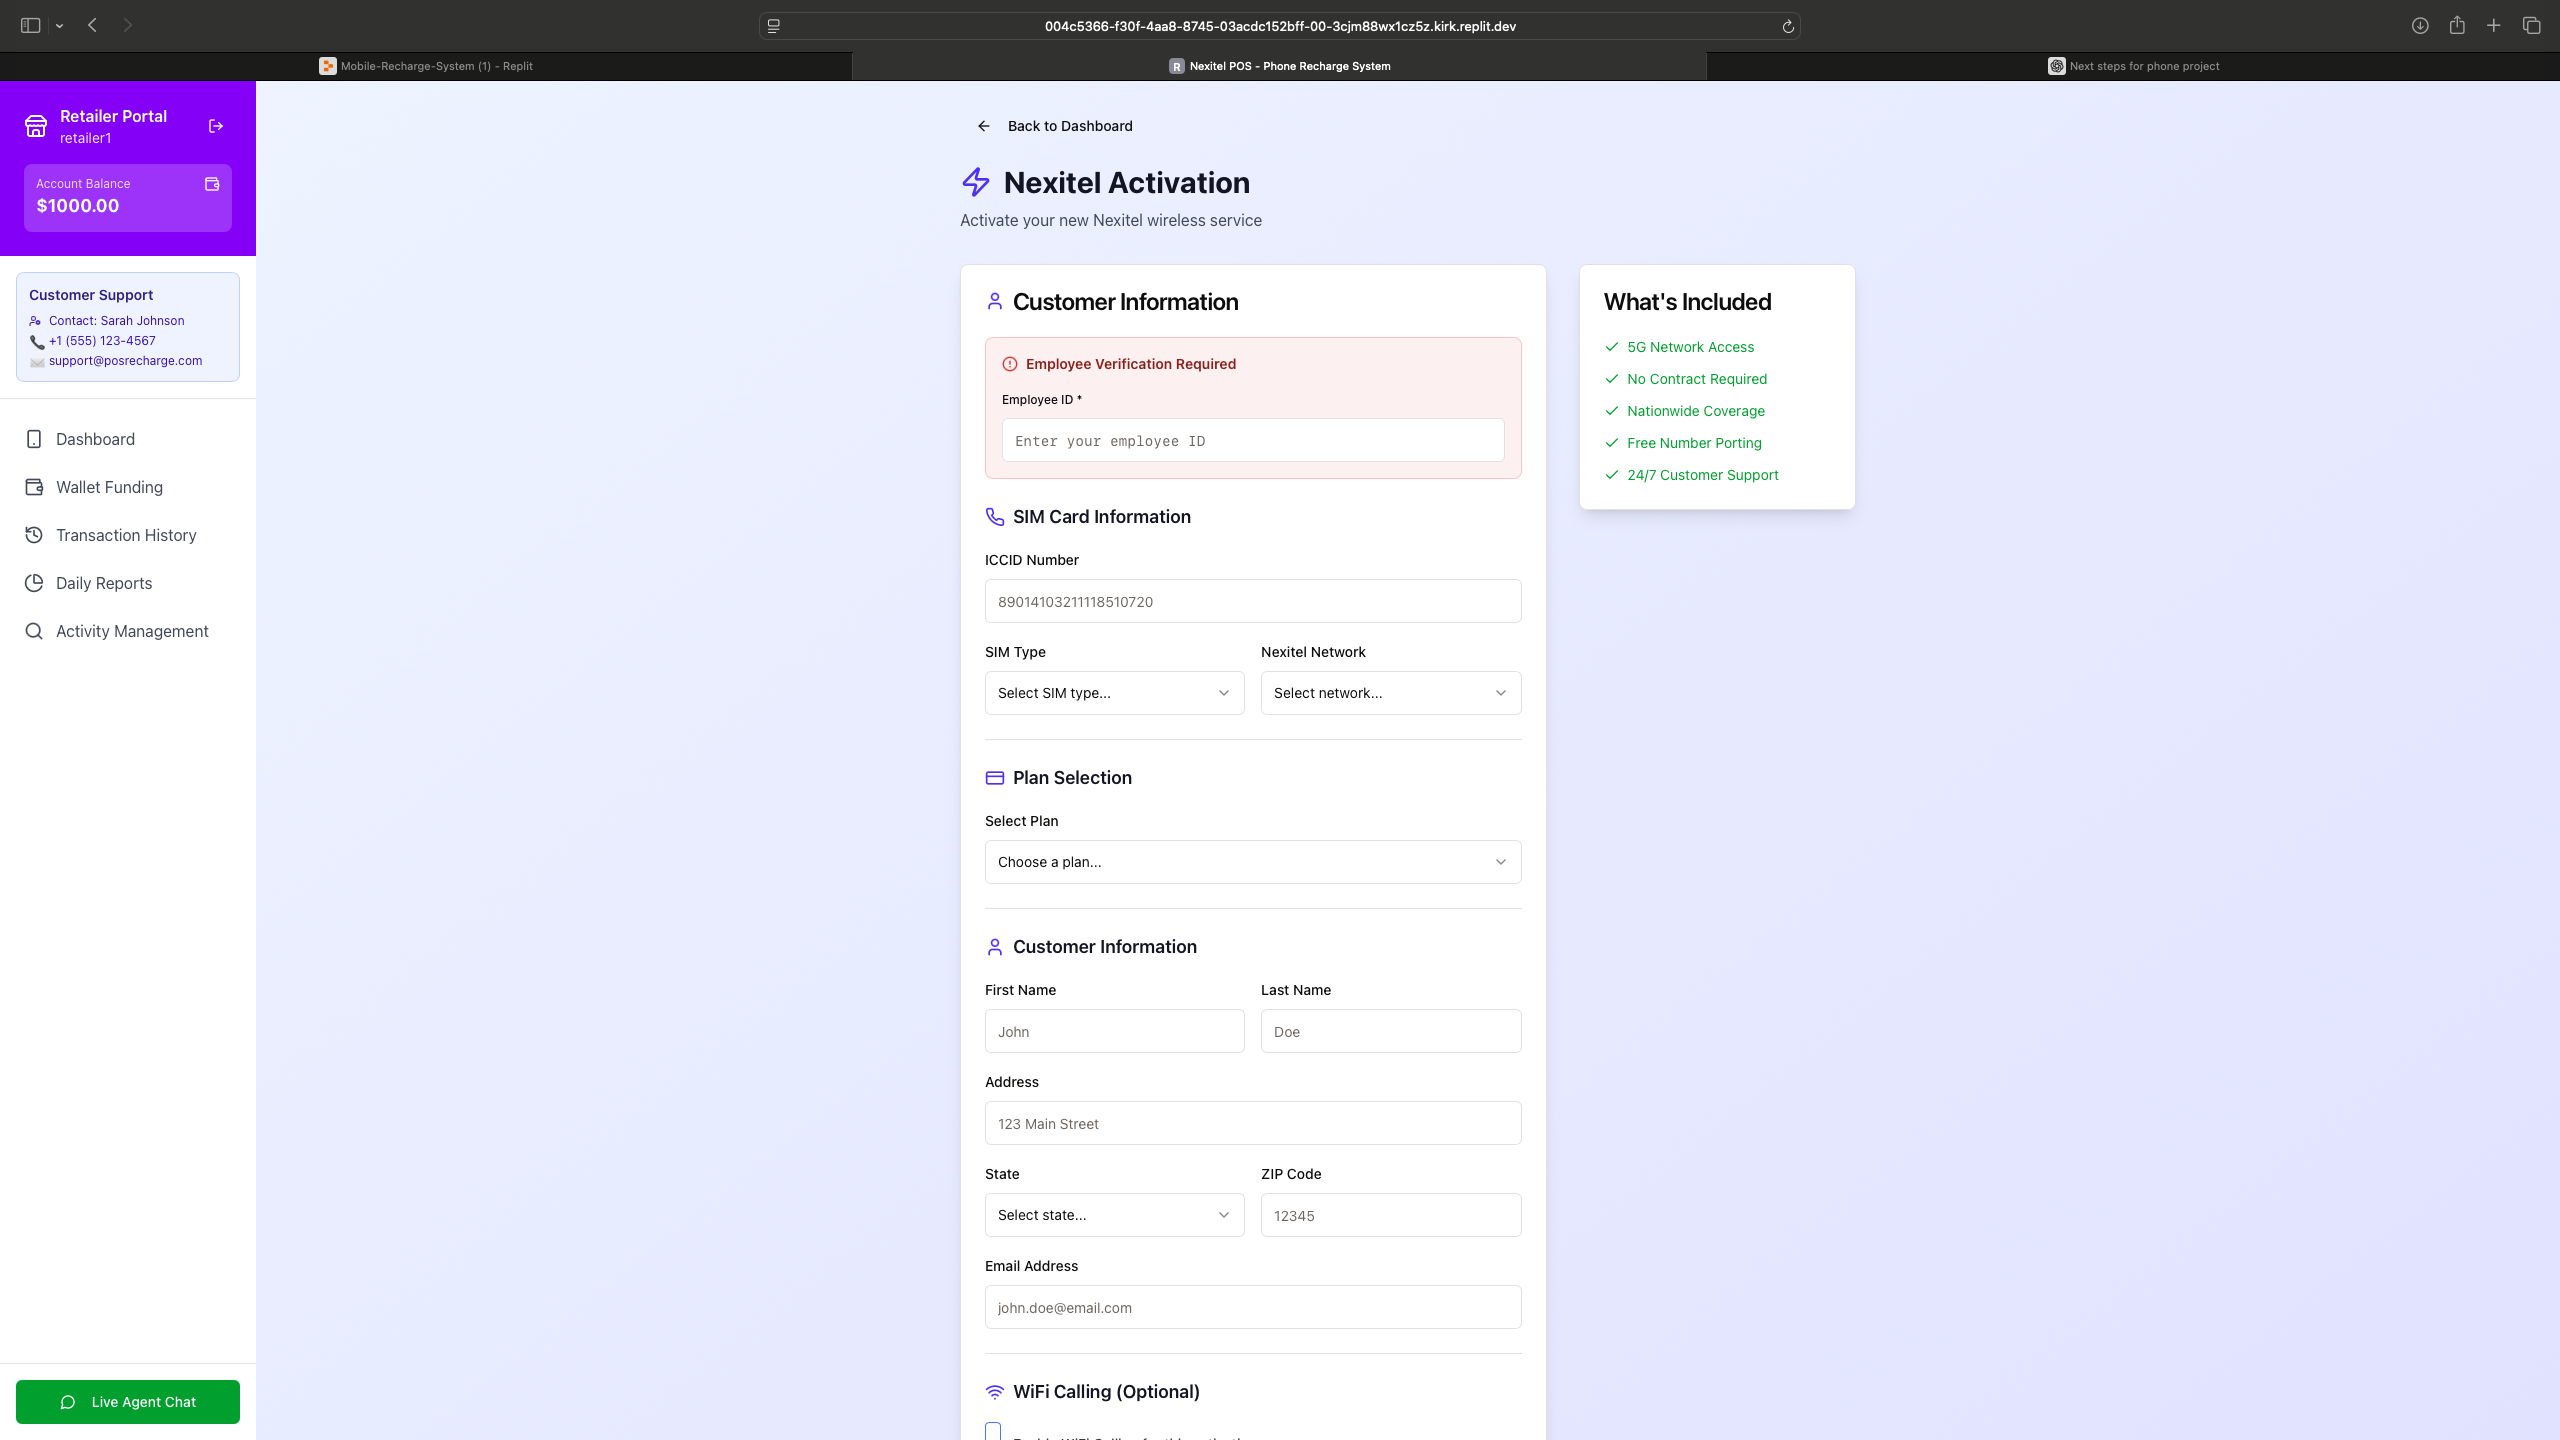 004c5366-f30f-4aa8-8745-03acdc152bff-00-3cjm88wx1cz5z.kirk.replit.dev
Mobile-Recharge-System (1) - Replit
R Nexitel POS - Phone Recharge System
Next steps for phone project
Retailer Portal
retailer1
Account Balance
$1000.00
Customer Support
Contact: Sarah Johnson
+1 (555) 123-4567
support@posrecharge.com
Dashboard
Wallet Funding
Transaction History
Daily Reports
Activity Management
Live Agent Chat
Back to Dashboard
Nexitel Activation
Activate your new Nexitel wireless service
Customer Information
Employee Verification Required
Employee ID *
Enter your employee ID
SIM Card Information
ICCID Number
89014103211118510720
SIM Type
Nexitel Network
Select SIM type...
Select network...
Plan Selection
Select Plan
Choose a plan...
Customer Information
First Name
Last Name
John
Doe
Address
123 Main Street
State
ZIP Code
Select state...
12345
Email Address
john.doe@email.com
WiFi Calling (Optional)
What's Included
5G Network Access
No Contract Required
Nationwide Coverage
Free Number Porting
24/7 Customer Support